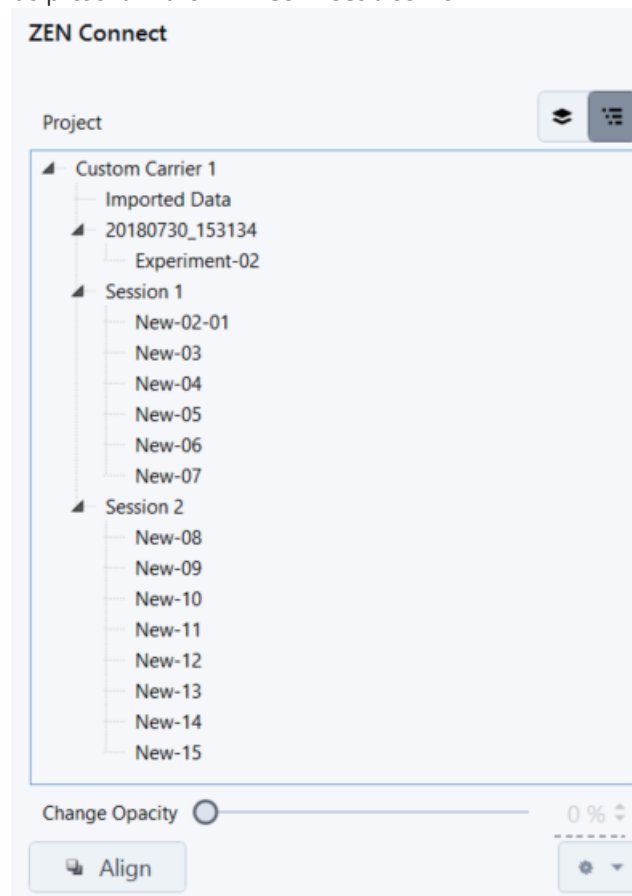 ZEN Connect
Project
Custom Carrier 1
Imported Data
20180730_153134
Experiment-02
Session 1
New-02-01
New-03
New-04
New-05
New-06
New-07
Session 2
New-08
New-09
New-10
New-11
New-12
New-13
New-14
New-15
Change Opacity 0 %
Align